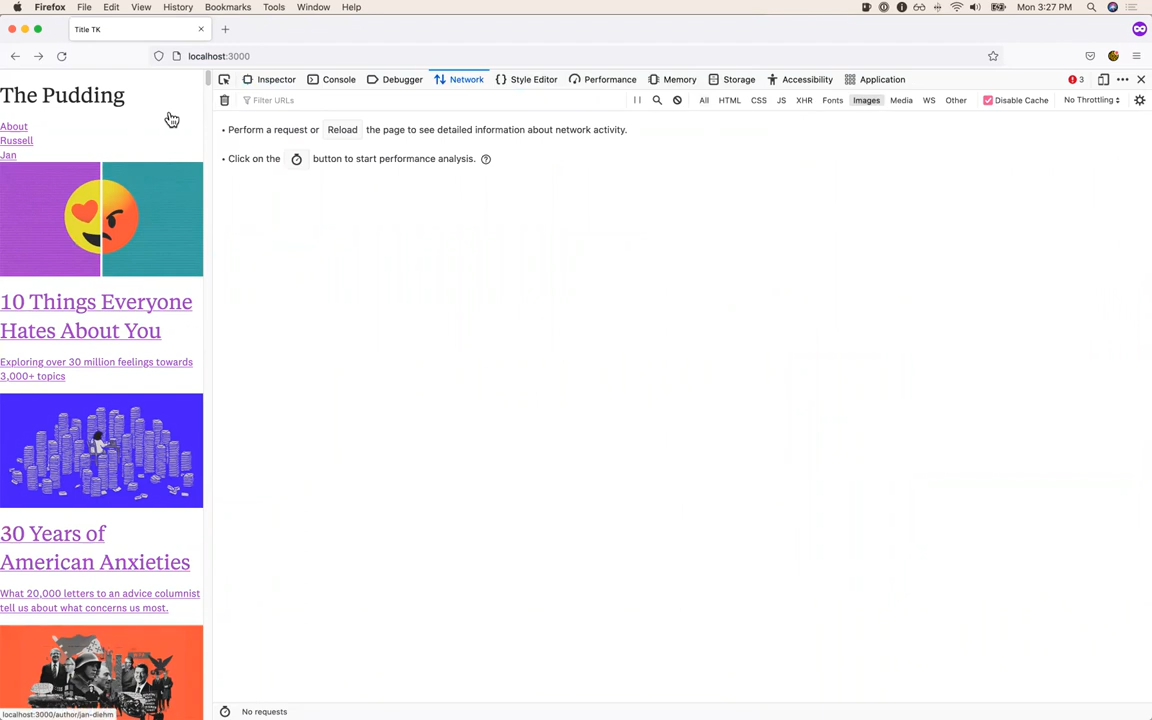 Firefox File Edit View History Bookmarks Tools Window Help Mon 3:27 PM
Title TK
localhost:3000
Inspector Console Debugger Network Style Editor Performance Memory Storage Accessibility Application 3
Filter URLs All HTML CSS JS XHR Fonts Images Media WS Other Disable Cache No Throttling
• Perform a request or Reload the page to see detailed information about network activity.
• Click on the button to start performance analysis.
The Pudding
About
Russell
Jan
10 Things Everyone
Hates About You
Exploring over 30 million feelings towards
3,000+ topics
30 Years of
American Anxieties
What 20,000 letters to an advice columnist
tell us about what concerns us most.
localhost:3000/author/jan-diehm
No requests